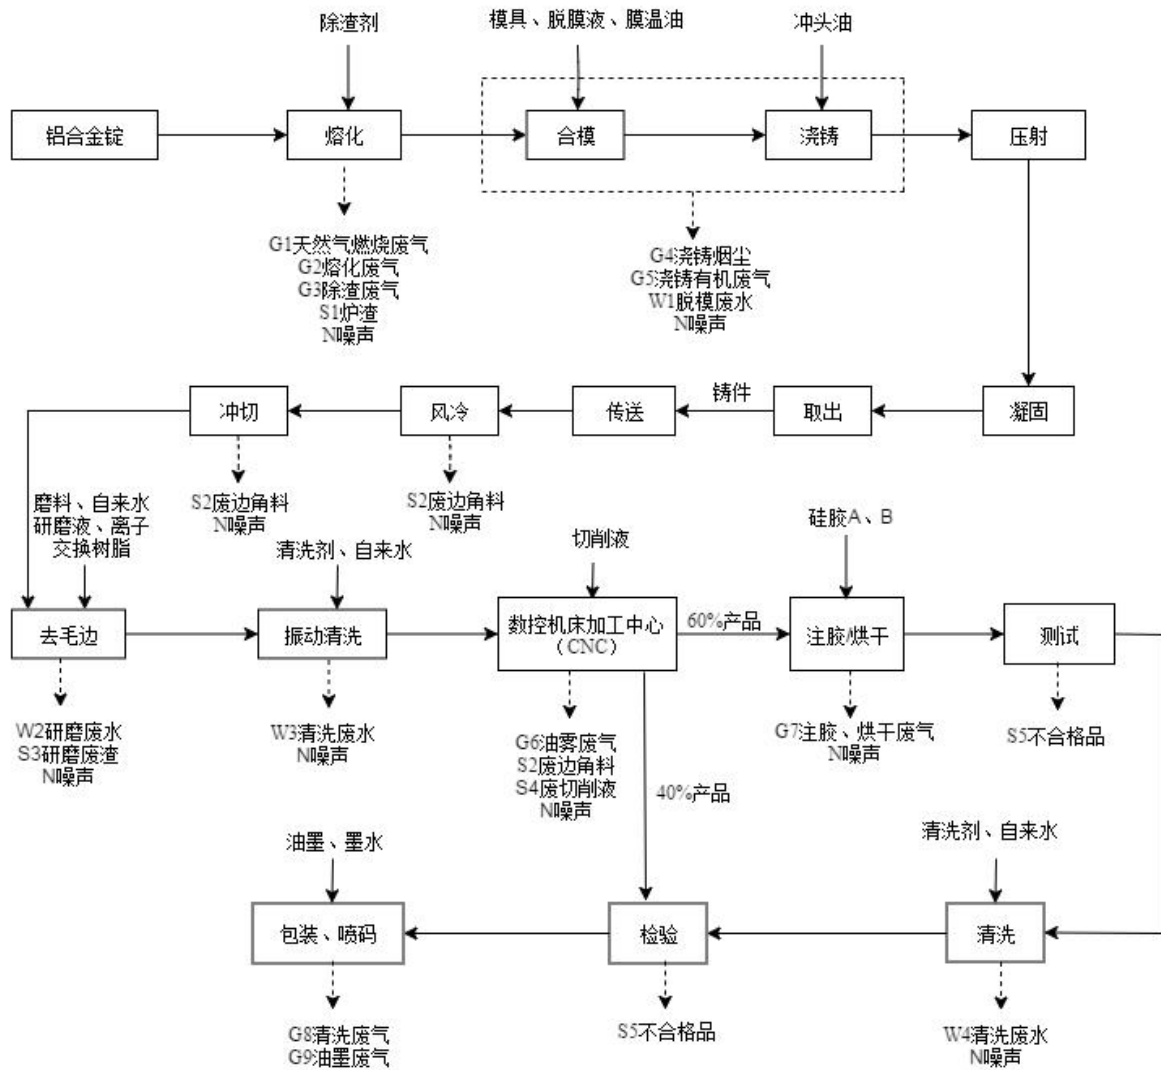 除渣剂
模具、脱膜液、膜温油
冲头油
铝合金锭
熔化
合模
浇铸
压射
G1天然气燃烧废气
G2熔化废气
G3除渣废气
S1炉渣
N噪声
G4浇铸烟尘
G5浇铸有机废气
W1脱模废水
N噪声
冲切
风冷
传送
铸件
取出
凝固
S2废边角料
N噪声
S2废边角料
N噪声
磨料、自来水
研磨液、离子
交换树脂
清洗剂、自来水
切削液
硅胶A、B
去毛边
振动清洗
数控机床加工中心
（CNC）
60%产品
注胶/烘干
测试
W2研磨废水
S3研磨废渣
N噪声
W3清洗废水
N噪声
G6油雾废气
S2废边角料
S4废切削液
N噪声
40%产品
G7注胶、烘干废气
N噪声
S5不合格品
油墨、墨水
清洗剂、自来水
包装、喷码
检验
清洗
G8清洗废气
G9油墨废气
S5不合格品
W4清洗废水
N噪声